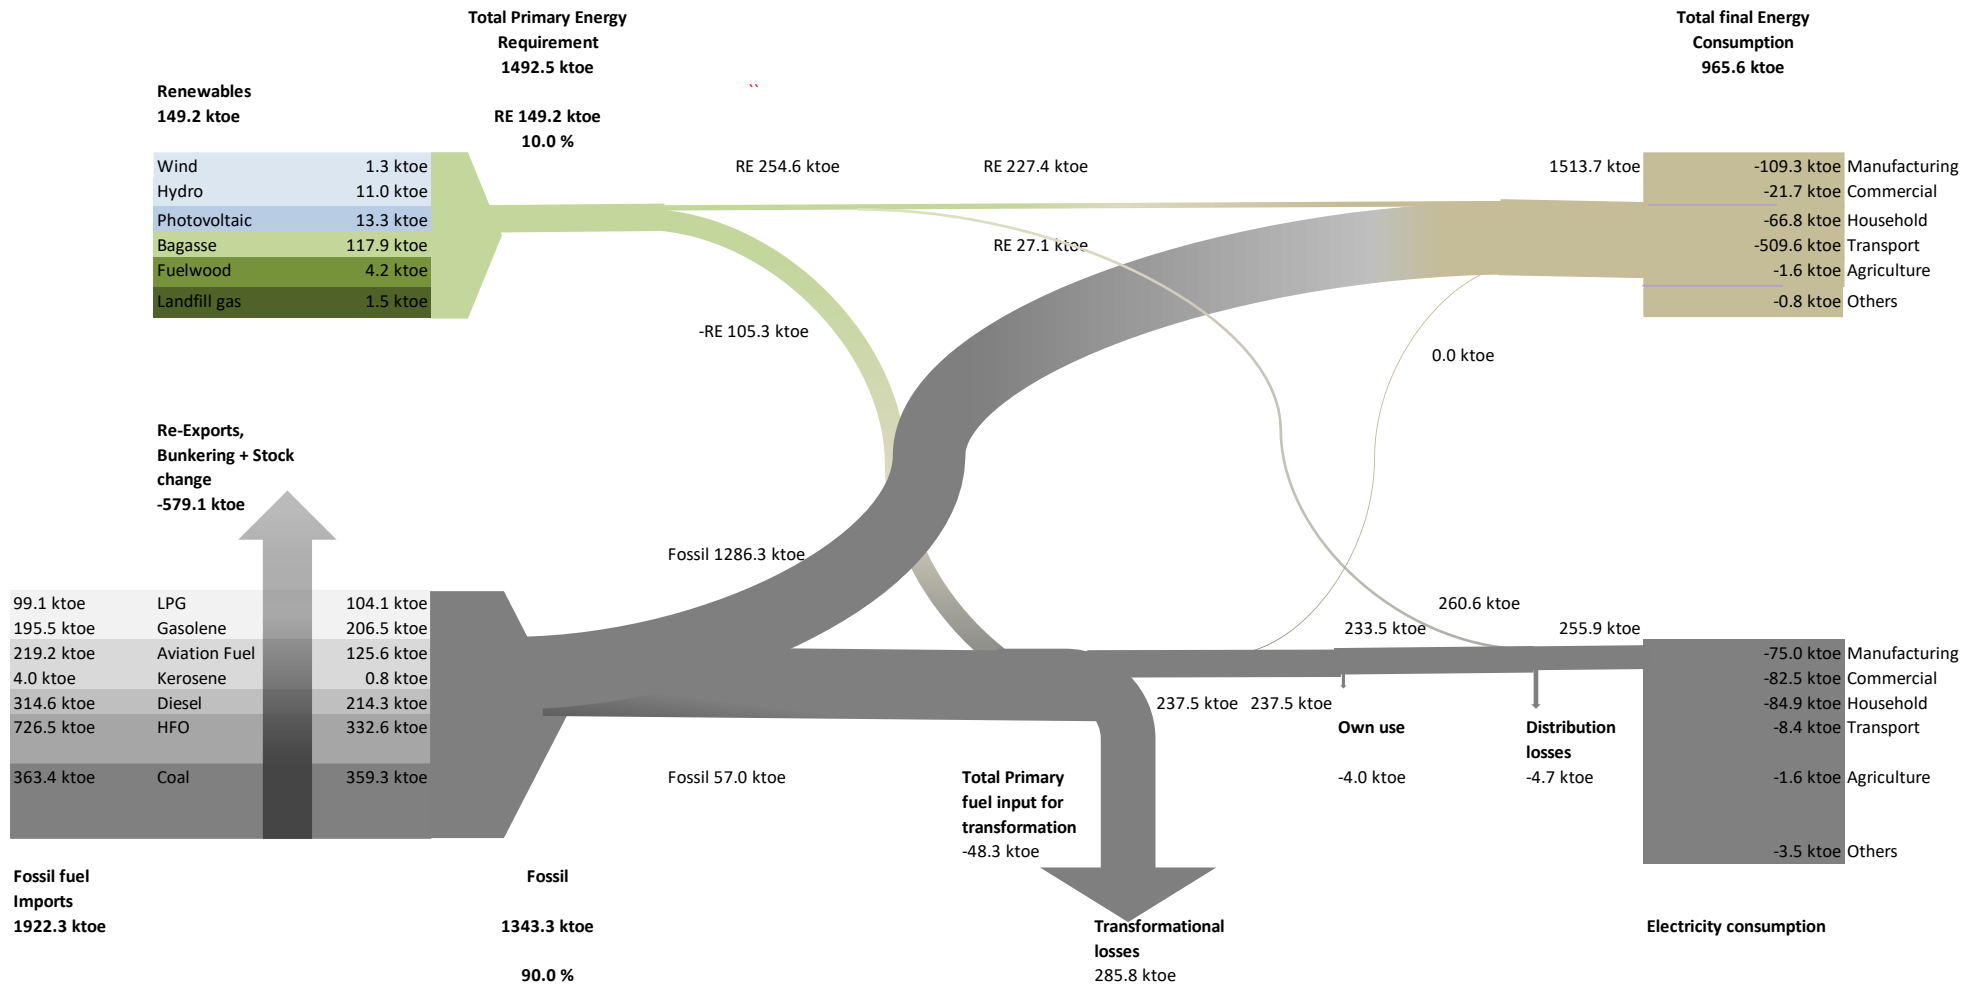 Total Primary Energy
Requirement
1492.5 ktoe
Total final Energy
Consumption
965.6 ktoe
Renewables
149.2 ktoe
``
RE 149.2 ktoe
10.0 %
Wind 1.3 ktoe
Hydro 11.0 ktoe
Photovoltaic 13.3 ktoe
Bagasse 117.9 ktoe
Fuelwood 4.2 ktoe
Landfill gas 1.5 ktoe
RE 254.6 ktoe
RE 227.4 ktoe
1513.7 ktoe
-109.3 ktoe Manufacturing
-21.7 ktoe Commercial
-66.8 ktoe Household
-509.6 ktoe Transport
-1.6 ktoe Agriculture
-0.8 ktoe Others
RE 27.1 ktoe
-RE 105.3 ktoe
0.0 ktoe
Re-Exports,
Bunkering + Stock
change
-579.1 ktoe
Fossil 1286.3 ktoe
99.1 ktoe LPG 104.1 ktoe
195.5 ktoe Gasolene 206.5 ktoe
219.2 ktoe Aviation Fuel 125.6 ktoe
4.0 ktoe Kerosene 0.8 ktoe
314.6 ktoe Diesel 214.3 ktoe
726.5 ktoe HFO 332.6 ktoe
363.4 ktoe Coal 359.3 ktoe
260.6 ktoe
233.5 ktoe
255.9 ktoe
-75.0 ktoe Manufacturing
-82.5 ktoe Commercial
-84.9 ktoe Household
-8.4 ktoe Transport
-1.6 ktoe Agriculture
-3.5 ktoe Others
237.5 ktoe 237.5 ktoe
Own use
-4.0 ktoe
Distribution
losses
-4.7 ktoe
Fossil 57.0 ktoe
Total Primary
fuel input for
transformation
-48.3 ktoe
Fossil fuel
Imports
1922.3 ktoe
Fossil
1343.3 ktoe
90.0 %
Transformational
losses
285.8 ktoe
Electricity consumption